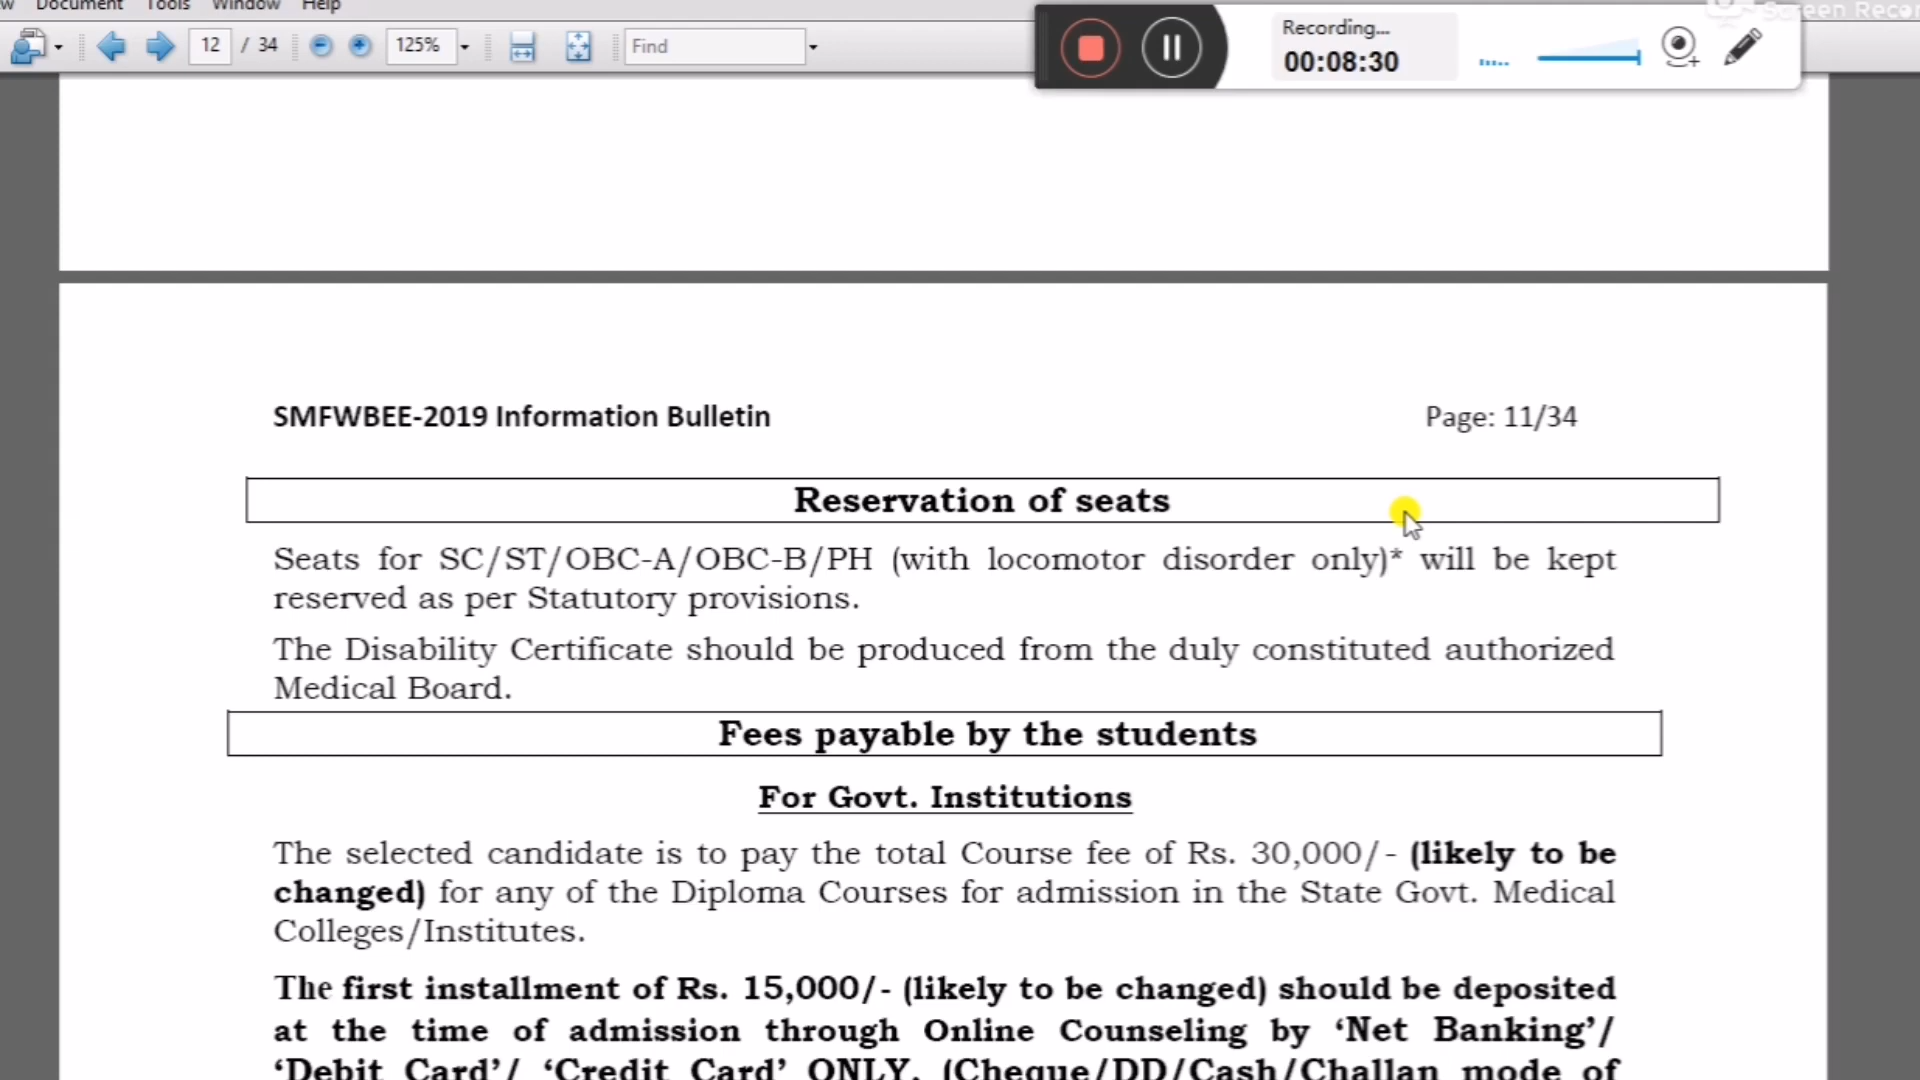 Document Tools Window Help
12 / 34 125% Find
Recording...
00:08:30
SMFWBEE-2019 Information Bulletin Page: 11/34
Reservation of seats
Seats for SC/ST/OBC-A/OBC-B/PH (with locomotor disorder only)* will be kept
reserved as per Statutory provisions.
The Disability Certificate should be produced from the duly constituted authorized
Medical Board.
Fees payable by the students
For Govt. Institutions
The selected candidate is to pay the total Course fee of Rs. 30,000/- (likely to be
changed) for any of the Diploma Courses for admission in the State Govt. Medical
Colleges/Institutes.
The first installment of Rs. 15,000/- (likely to be changed) should be deposited
at the time of admission through Online Counseling by ‘Net Banking’/
‘Debit Card’/ ‘Credit Card’ ONLY. (Cheque/DD/Cash/Challan mode of